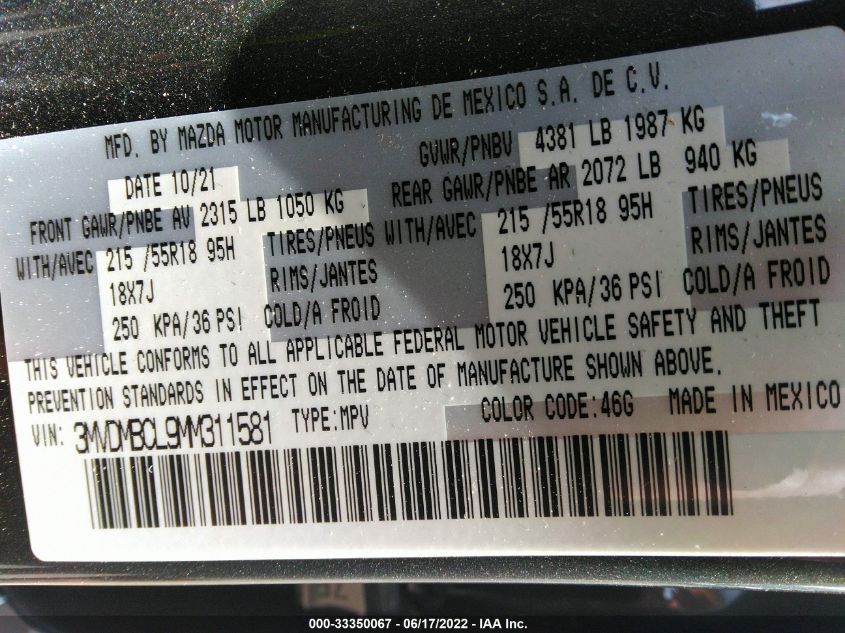 MFD. BY MAZDA MOTOR MANUFACTURING DE MEXICO S.A. DE C.V.
DATE 10/21 GVWR/PNBV 4381 LB 1987 KG
FRONT GAWR/PNBE AV 2315 LB 1050 KG REAR GAWR/PNBE AR 2072 LB 940 KG
WITH/AVEC 215 /55R18 95H TIRES/PNEUS WITH/AVEC 215 /55R18 95H TIRES/PNEUS
18X7J RIMS/JANTES 18X7J RIMS/JANTES
250 KPA/36 PSI COLD/A FROID 250 KPA/36 PSI COLD/A FROID
THIS VEHICLE CONFORMS TO ALL APPLICABLE FEDERAL MOTOR VEHICLE SAFETY AND THEFT
PREVENTION STANDARDS IN EFFECT ON THE DATE OF MANUFACTURE SHOWN ABOVE.
VIN: 3MVDMBCL9MM311581 TYPE:MPV COLOR CODE:46G MADE IN MEXICO
000-33350067 - 06/17/2022 - IAA Inc.